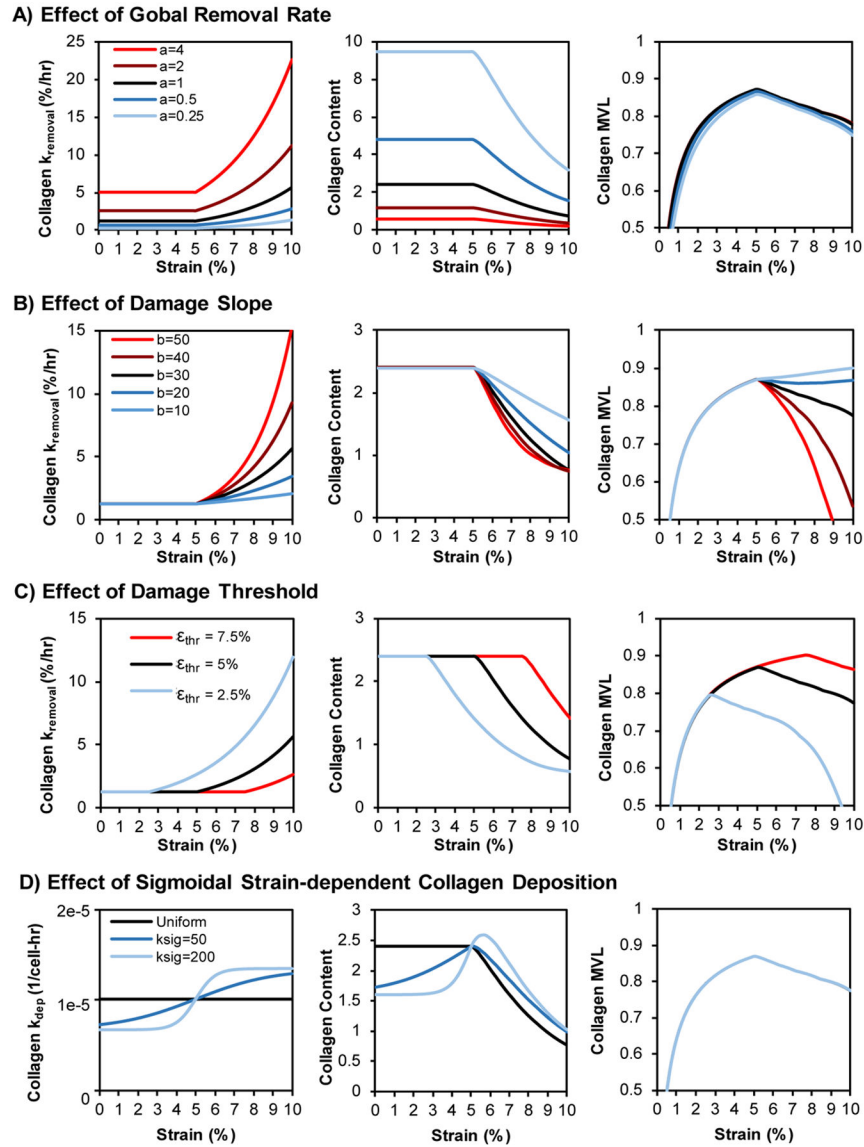 A) Effect of Gobal Removal Rate
Collagen kremoval (%/hr)
25
20
15
10
5
0
a=4
a=2
a=1
a=0.5
a=0.25
0 1 2 3 4 5 6 7 8 9 10
Strain (%)
Collagen Content
10
8
6
4
2
0
0 1 2 3 4 5 6 7 8 9 10
Strain (%)
Collagen MVL
1
0.9
0.8
0.7
0.6
0.5
0 1 2 3 4 5 6 7 8 9 10
Strain (%)
B) Effect of Damage Slope
Collagen kremoval (%/hr)
15
10
5
0
b=50
b=40
b=30
b=20
b=10
0 1 2 3 4 5 6 7 8 9 10
Strain (%)
Collagen Content
3
2
1
0
0 1 2 3 4 5 6 7 8 9 10
Strain (%)
Collagen MVL
1
0.9
0.8
0.7
0.6
0.5
0 1 2 3 4 5 6 7 8 9 10
Strain (%)
C) Effect of Damage Threshold
Collagen kremoval (%/hr)
15
10
5
0
εthr = 7.5%
εthr = 5%
εthr = 2.5%
0 1 2 3 4 5 6 7 8 9 10
Strain (%)
Collagen Content
3
2
1
0
0 1 2 3 4 5 6 7 8 9 10
Strain (%)
Collagen MVL
1
0.9
0.8
0.7
0.6
0.5
0 1 2 3 4 5 6 7 8 9 10
Strain (%)
D) Effect of Sigmoidal Strain-dependent Collagen Deposition
Collagen kdep (1/cell-hr)
2e-5
1e-5
0
Uniform
ksig=50
ksig=200
0 1 2 3 4 5 6 7 8 9 10
Strain (%)
Collagen Content
3
2.5
2
1.5
1
0.5
0
0 1 2 3 4 5 6 7 8 9 10
Strain (%)
Collagen MVL
1
0.9
0.8
0.7
0.6
0.5
0 1 2 3 4 5 6 7 8 9 10
Strain (%)